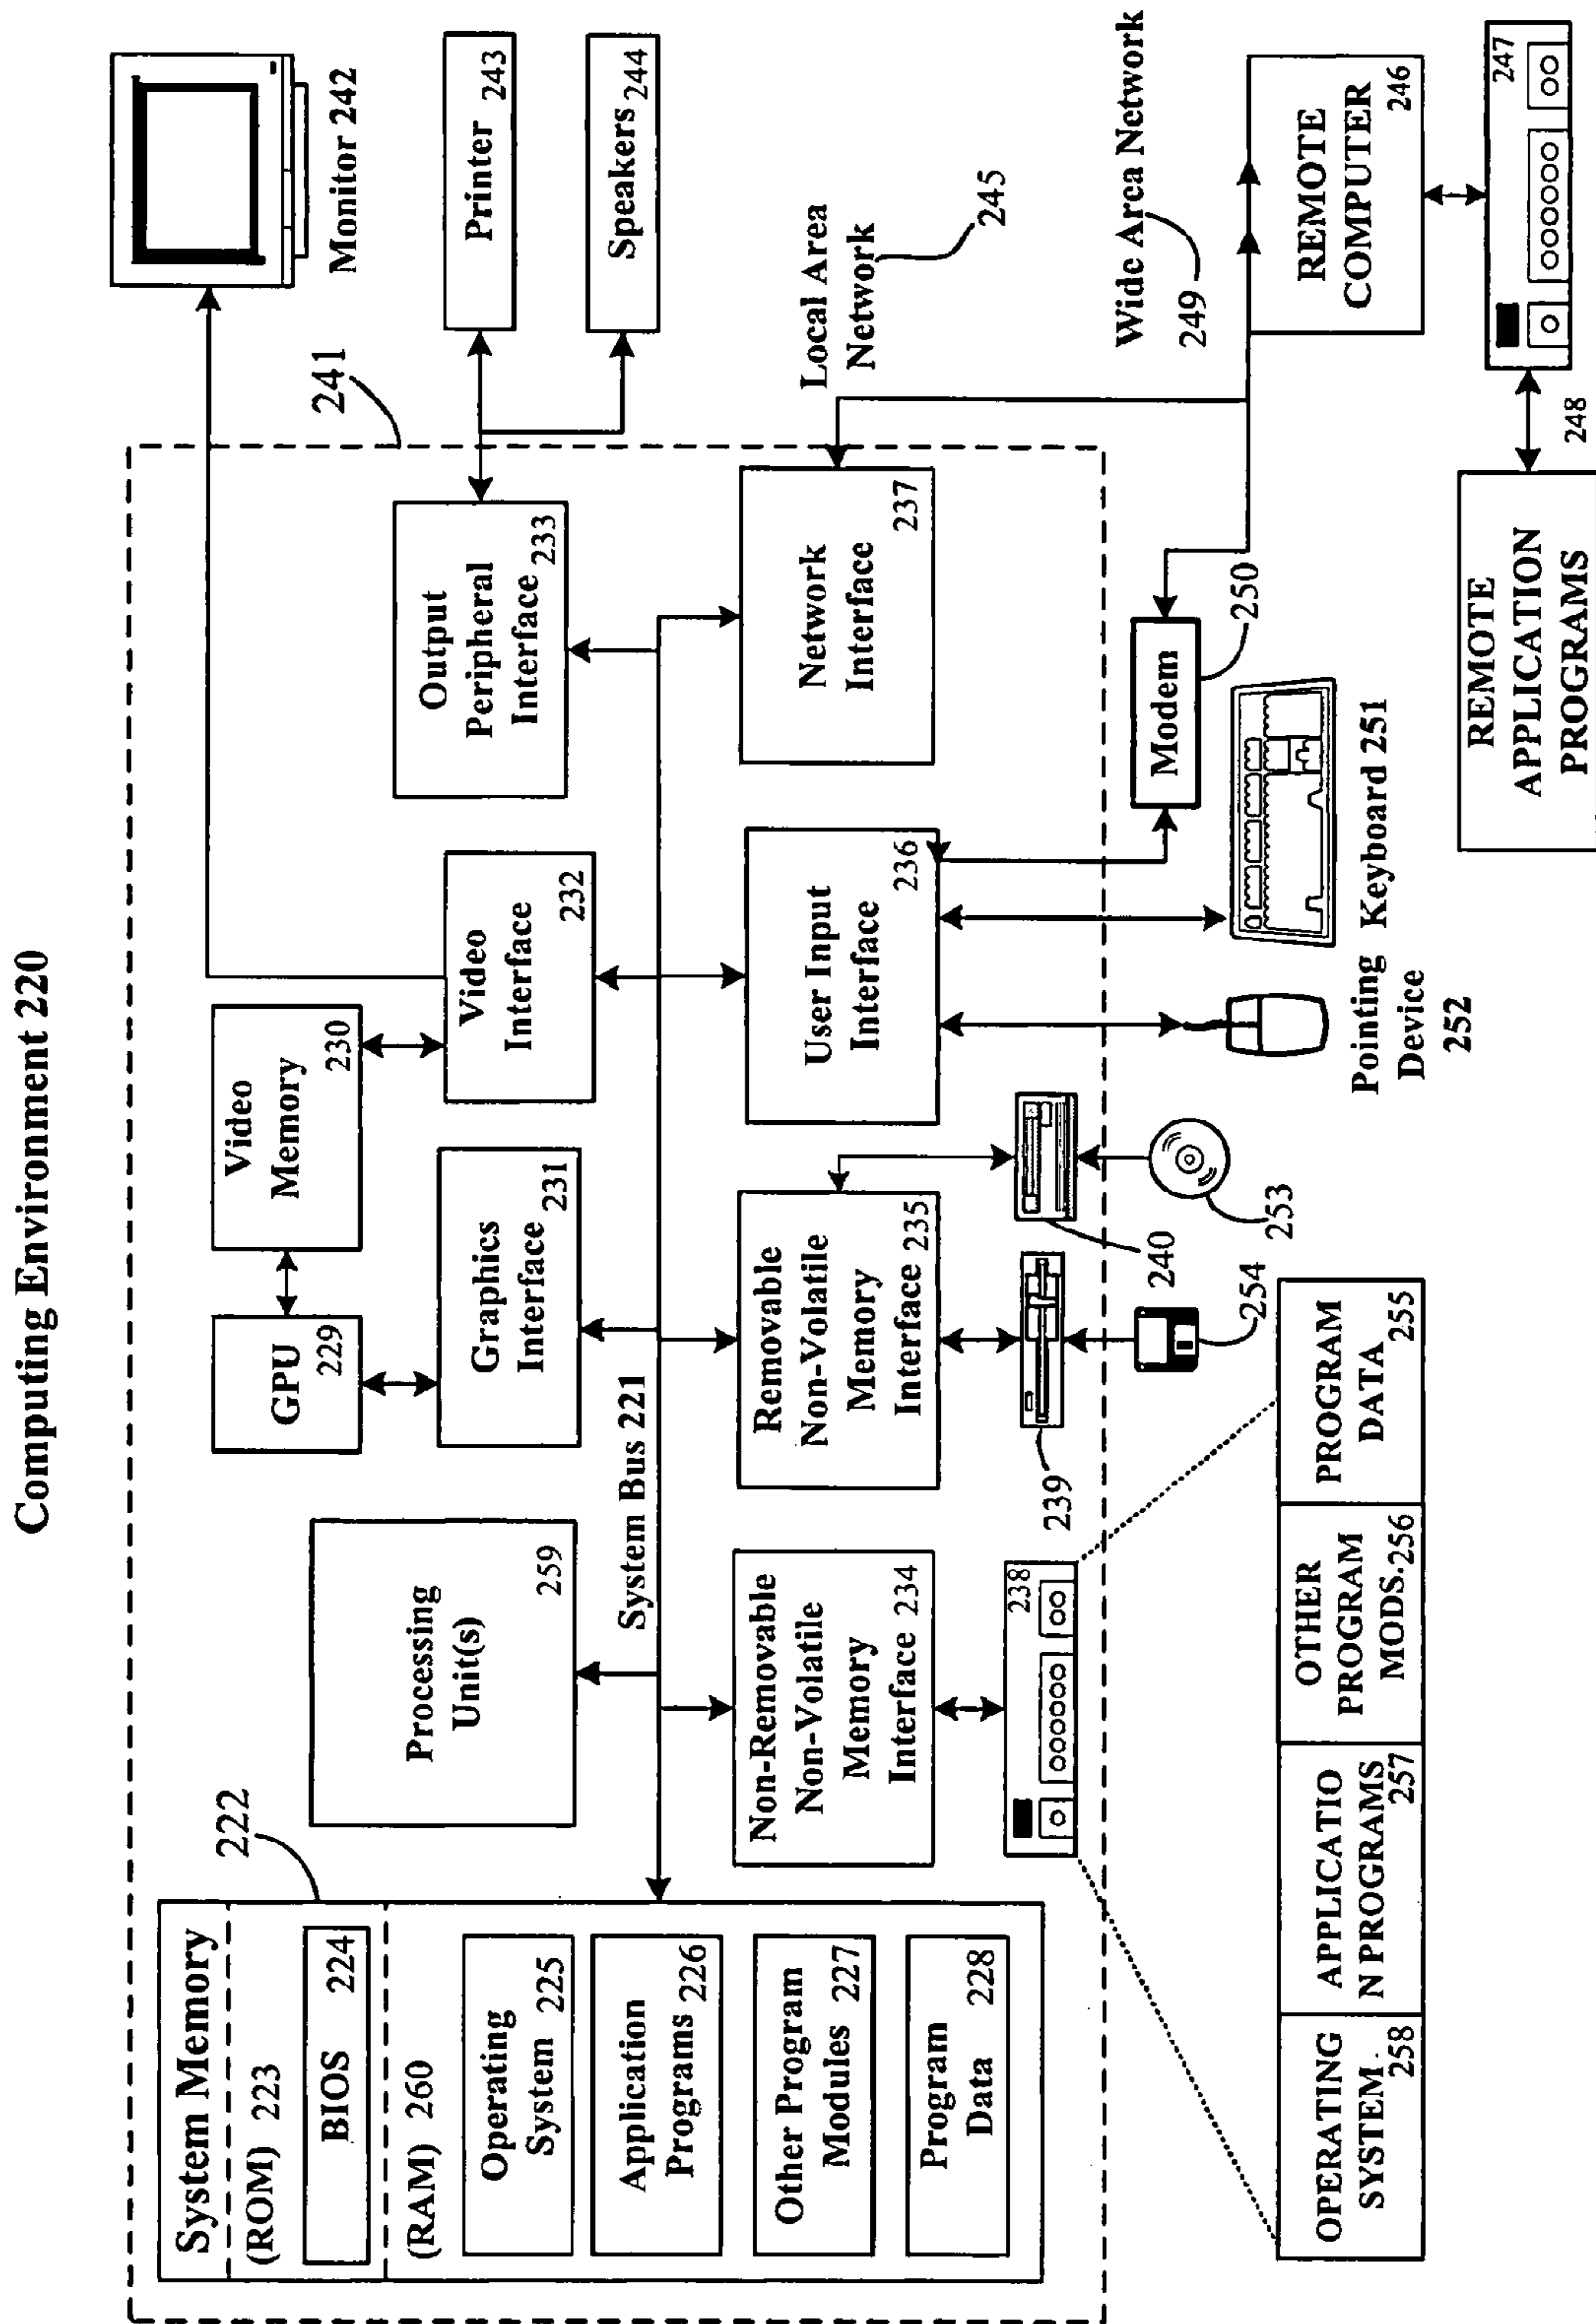 Computing Environment 220
System Memory
222
(ROM) 223
BIOS 224
(RAM) 260
Operating
System 225
Application
Programs 226
Other Program
Modules 227
Program
Data 228
Processing
Unit(s)
259
System Bus 221
GPU
229
Video
Memory
230
Graphics
Interface
231
Video
Interface
232
Output
Peripheral
Interface 233
241
Monitor 242
Printer
243
Speakers
244
Non-Removable
Non-Volatile
Memory
Interface 234
Removable
Non-Volatile
Memory
Interface 235
User Input
Interface
236
Network
Interface
237
Local Area
Network
245
238
239
240
254
253
Modem
250
Wide Area Network
249
Pointing
Device
252
Keyboard 251
REMOTE
COMPUTER
246
247
248
REMOTE
APPLICATION
PROGRAMS
OPERATING
SYSTEM
258
APPLICATIO
N PROGRAMS
257
OTHER
PROGRAM
MODS. 256
PROGRAM
DATA
255